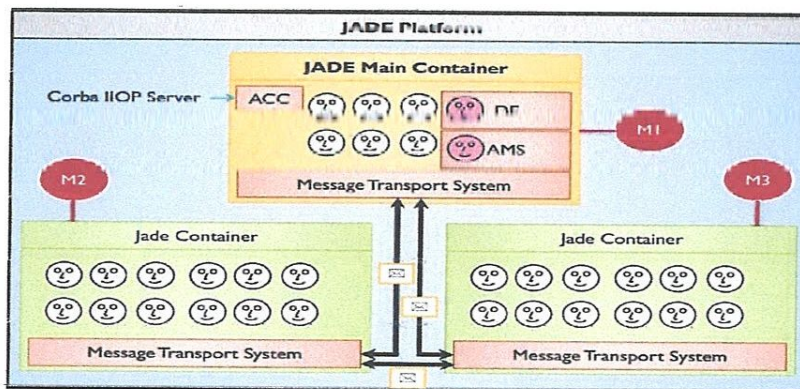 JADE Platform
JADE Main Container
Corba IIOP Server
ACC
DF
AMS
M1
Message Transport System
M2
M3
Jade Container
Jade Container
Message Transport System
Message Transport System